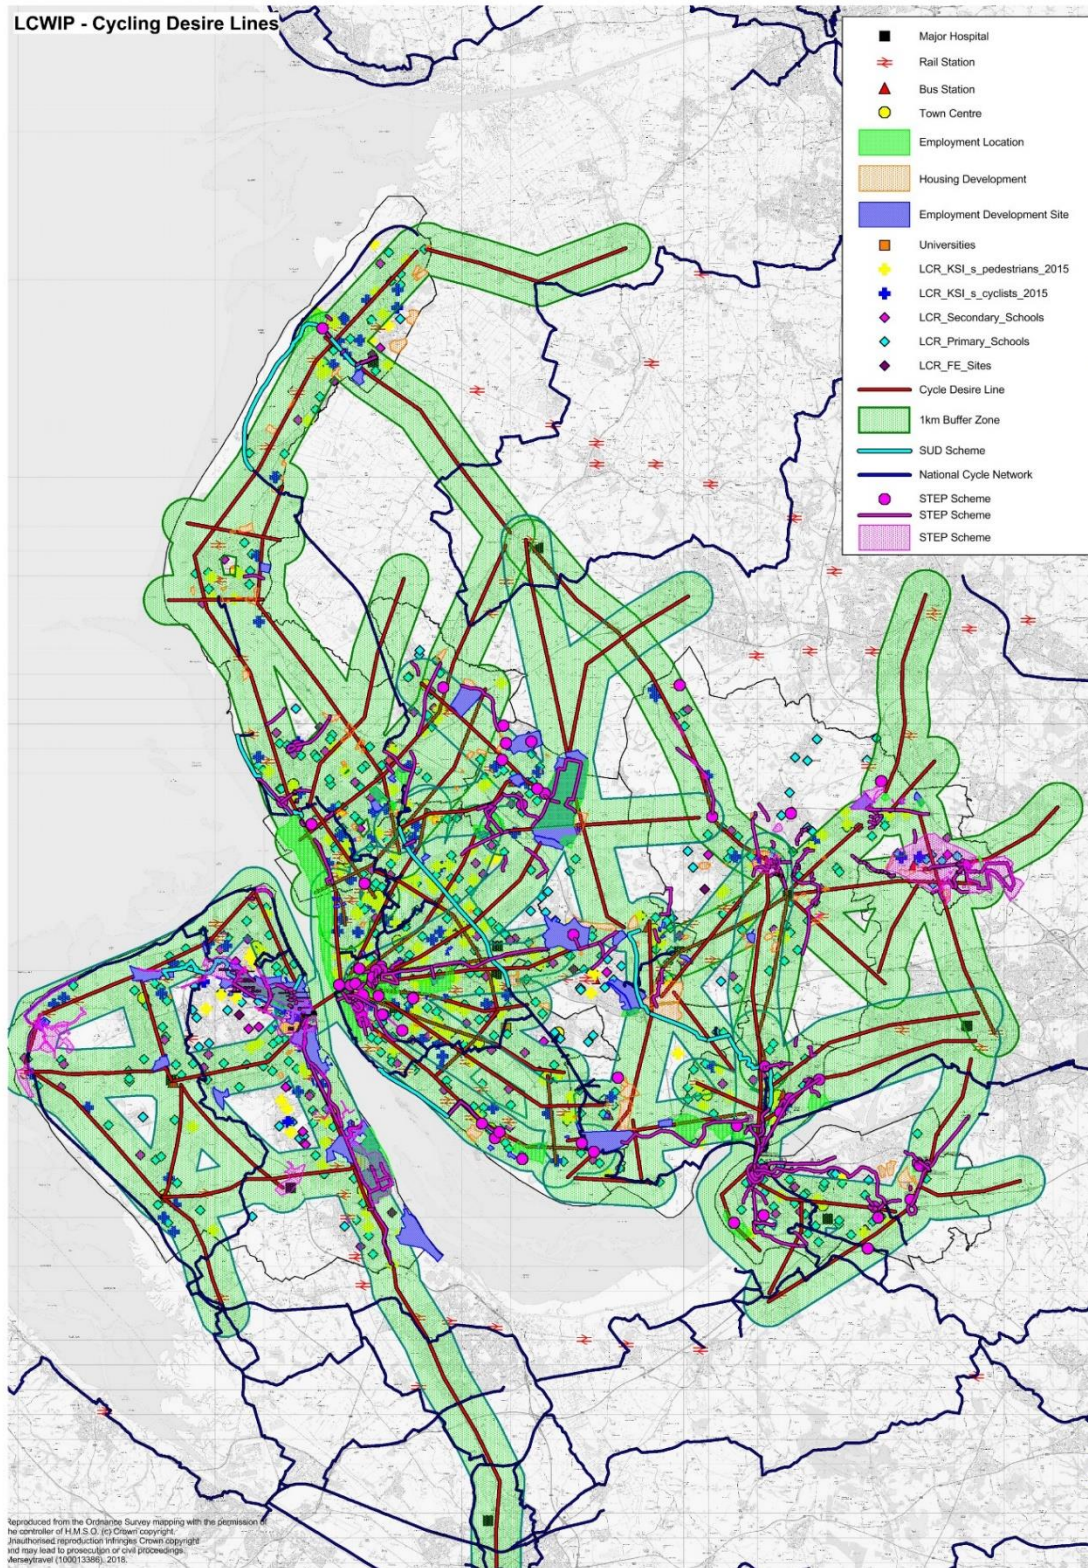 LCWIP - Cycling Desire Lines
Major Hospital
Rail Station
Bus Station
Town Centre
Employment Location
Housing Development
Employment Development Site
Universities
LCR_KSI_s_pedestrians_2015
LCR_KSI_s_cyclists_2015
LCR_Secondary_Schools
LCR_Primary_Schools
LCR_FE_Sites
Cycle Desire Line
1km Buffer Zone
SUD Scheme
National Cycle Network
STEP Scheme
STEP Scheme
STEP Scheme
Reproduced from the Ordnance Survey mapping with the permission of
the controller of H.M.S.O. (c) Crown copyright.
Unauthorised reproduction infringes Crown copyright
and may lead to prosecution or civil proceedings.
Merseytravel (100013386), 2018.